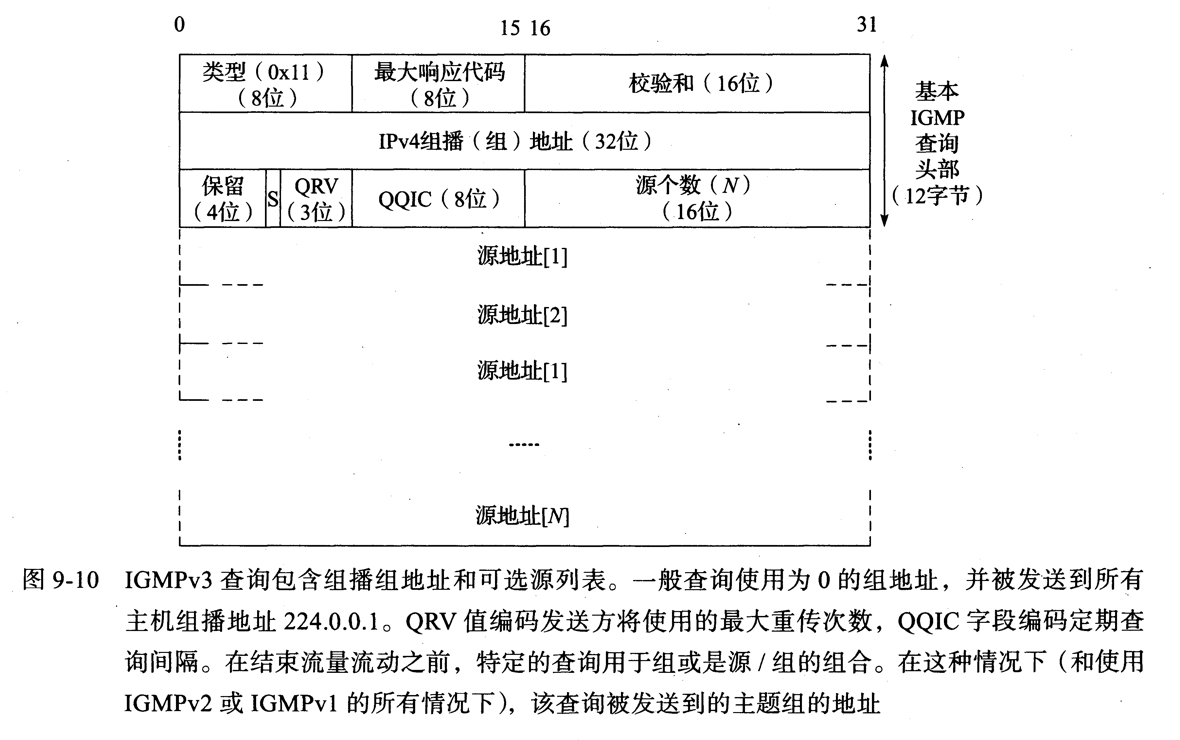 0 15 16 31
类型（0x11）（8位） 最大响应代码（8位） 校验和（16位）
IPv4组播（组）地址（32位）
保留（4位） S QRV（3位） QQIC（8位） 源个数（N）（16位）
基本
IGMP
查询
头部
（12字节）
源地址[1]
源地址[2]
源地址[1]
......
源地址[N]
图 9-10 IGMPv3 查询包含组播组地址和可选源列表。一般查询使用为 0 的组地址，并被发送到所有
主机组播地址 224.0.0.1。QRV 值编码发送方将使用的最大重传次数，QQIC 字段编码定期查
询间隔。在结束流量流动之前，特定的查询用于组或是源 / 组的组合。在这种情况下（和使用
IGMPv2 或 IGMPv1 的所有情况下），该查询被发送到的主题组的地址